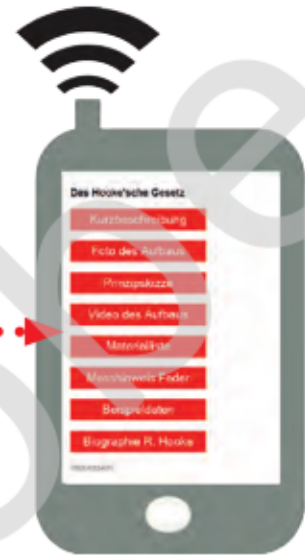 Das Hooke'sche Gesetz
Kurzbeschreibung
Foto des Aufbaus
Prinzipskizze
Video des Aufbaus
Materialliste
Messhinweis Feder
Beispieldaten
Biographie R. Hooke